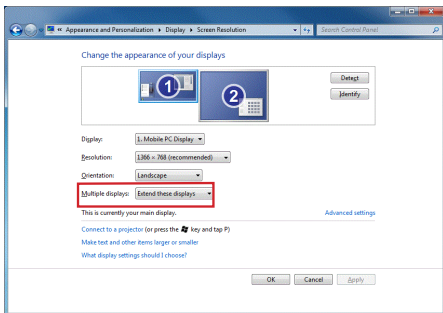 « Appearance and Personalization ▸ Display ▸ Screen Resolution
Search Control Panel
Change the appearance of your displays
1
2
Detect
Identify
Display: 1. Mobile PC Display
Resolution: 1366 × 768 (recommended)
Orientation: Landscape
Multiple displays: Extend these displays
This is currently your main display. Advanced settings
Connect to a projector (or press the key and tap P)
Make text and other items larger or smaller
What display settings should I choose?
OK Cancel Apply